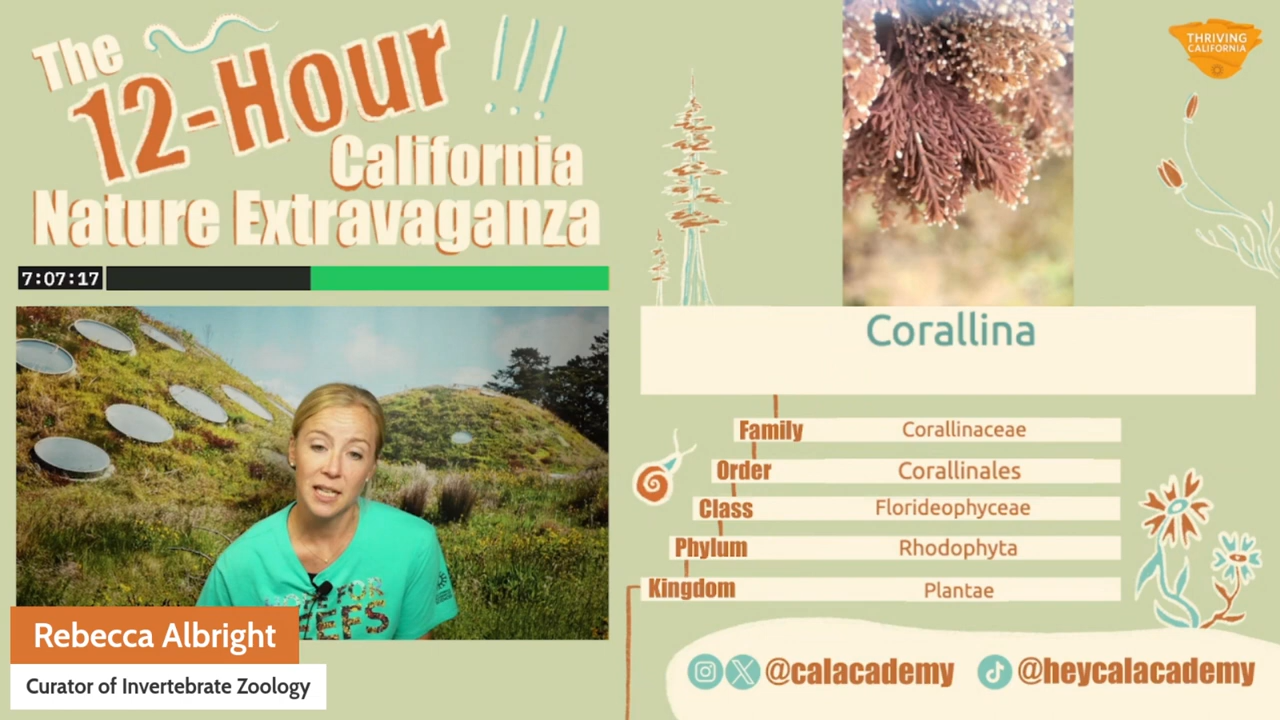 The
12-Hour
!!!
California
Nature Extravaganza
7:07:17
THRIVING
CALIFORNIA
Corallina
Family Corallinaceae
Order Corallinales
Class Florideophyceae
Phylum Rhodophyta
Kingdom Plantae
Rebecca Albright
Curator of Invertebrate Zoology
@calacademy @heycalacademy